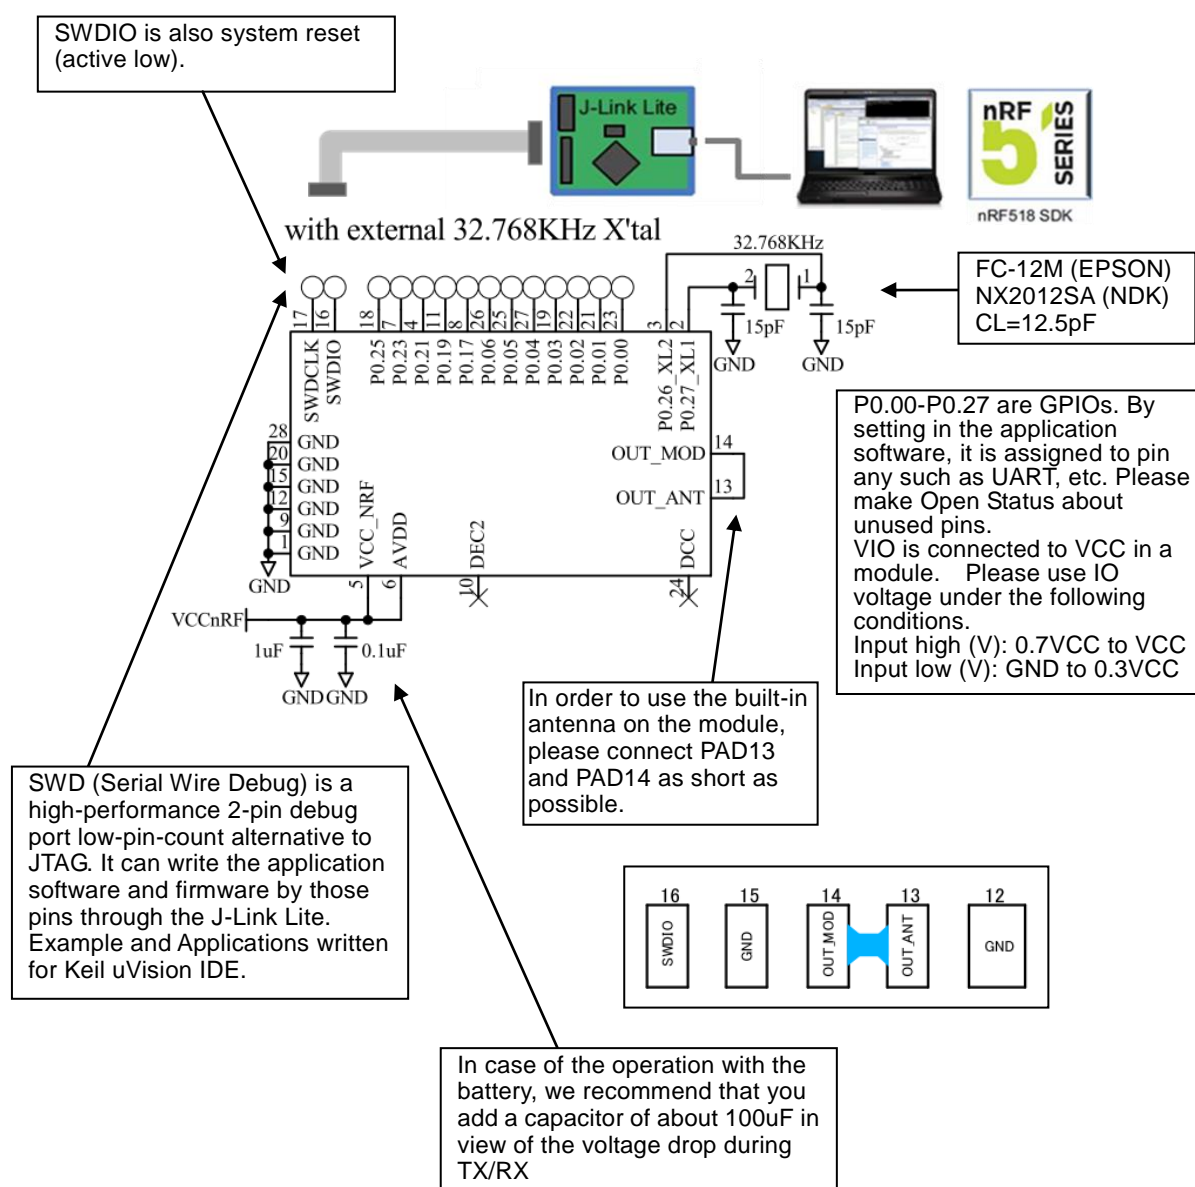 SWDIO is also system reset
(active low).
J-Link Lite
nRF
5's
SERIES
nRF518 SDK
with external 32.768KHz X'tal
32.768KHz
2
1
15pF
15pF
GND
GND
FC-12M (EPSON)
NX2012SA (NDK)
CL=12.5pF
17
16
18
7
4
11
8
26
25
27
19
22
21
23
3
2
SWDCLK
SWDIO
P0.25
P0.23
P0.21
P0.19
P0.17
P0.06
P0.05
P0.04
P0.03
P0.02
P0.01
P0.00
P0.26_XL2
P0.27_XL1
28 GND
20 GND
15 GND
12 GND
9 GND
1 GND
GND
OUT_MOD 14
OUT_ANT 13
VCC_NRF
AVDD
DEC2
DCC
5
6
10
24
VCCnRF
1uF
0.1uF
GND
GND
P0.00-P0.27 are GPIOs. By
setting in the application
software, it is assigned to pin
any such as UART, etc. Please
make Open Status about
unused pins.
VIO is connected to VCC in a
module. Please use IO
voltage under the following
conditions.
Input high (V): 0.7VCC to VCC
Input low (V): GND to 0.3VCC
In order to use the built-in
antenna on the module,
please connect PAD13
and PAD14 as short as
possible.
SWD (Serial Wire Debug) is a
high-performance 2-pin debug
port low-pin-count alternative to
JTAG. It can write the application
software and firmware by those
pins through the J-Link Lite.
Example and Applications written
for Keil uVision IDE.
16
15
14
13
12
SWDIO
GND
OUT_MOD
OUT_ANT
GND
In case of the operation with the
battery, we recommend that you
add a capacitor of about 100uF in
view of the voltage drop during
TX/RX